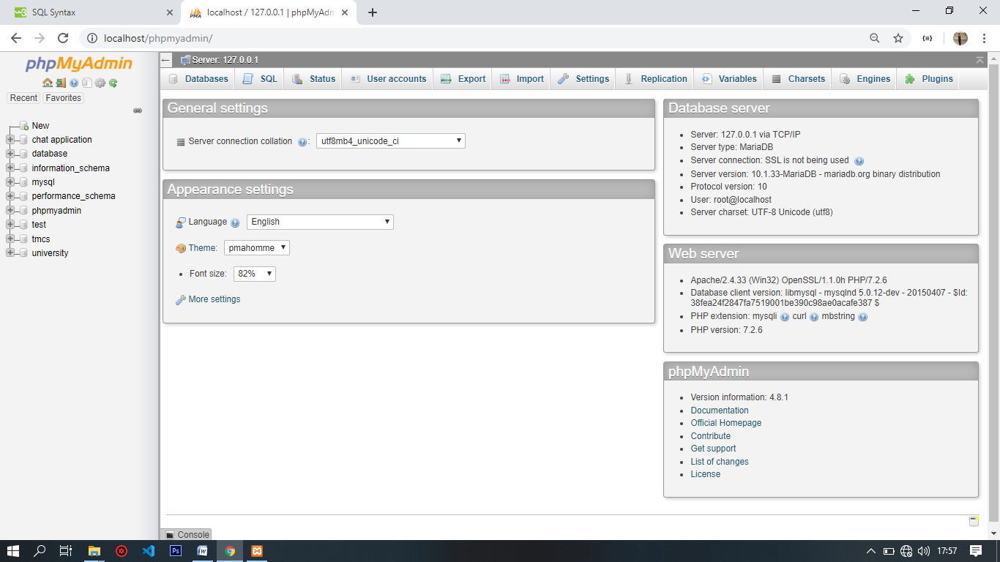 SQL Syntax
localhost / 127.0.0.1 | phpMyAdm
localhost/phpmyadmin/
phpMyAdmin
Recent Favorites
New
chat application
database
information_schema
mysql
performance_schema
phpmyadmin
test
tmcs
university
Server: 127.0.0.1
Databases SQL Status User accounts Export Import Settings Replication Variables Charsets Engines Plugins
General settings
Server connection collation : utf8mb4_unicode_ci
Appearance settings
Language English
Theme: pmahomme
Font size: 82%
More settings
Database server
Server: 127.0.0.1 via TCP/IP
Server type: MariaDB
Server connection: SSL is not being used
Server version: 10.1.33-MariaDB - mariadb.org binary distribution
Protocol version: 10
User: root@localhost
Server charset: UTF-8 Unicode (utf8)
Web server
Apache/2.4.33 (Win32) OpenSSL/1.1.0h PHP/7.2.6
Database client version: libmysql - mysqlnd 5.0.12-dev - 20150407 - $Id:
38fea24f2847fa7519001be390c98ae0acafe387 $
PHP extension: mysqli curl mbstring
PHP version: 7.2.6
phpMyAdmin
Version information: 4.8.1
Documentation
Official Homepage
Contribute
Get support
List of changes
License
Console
Ps
17:57